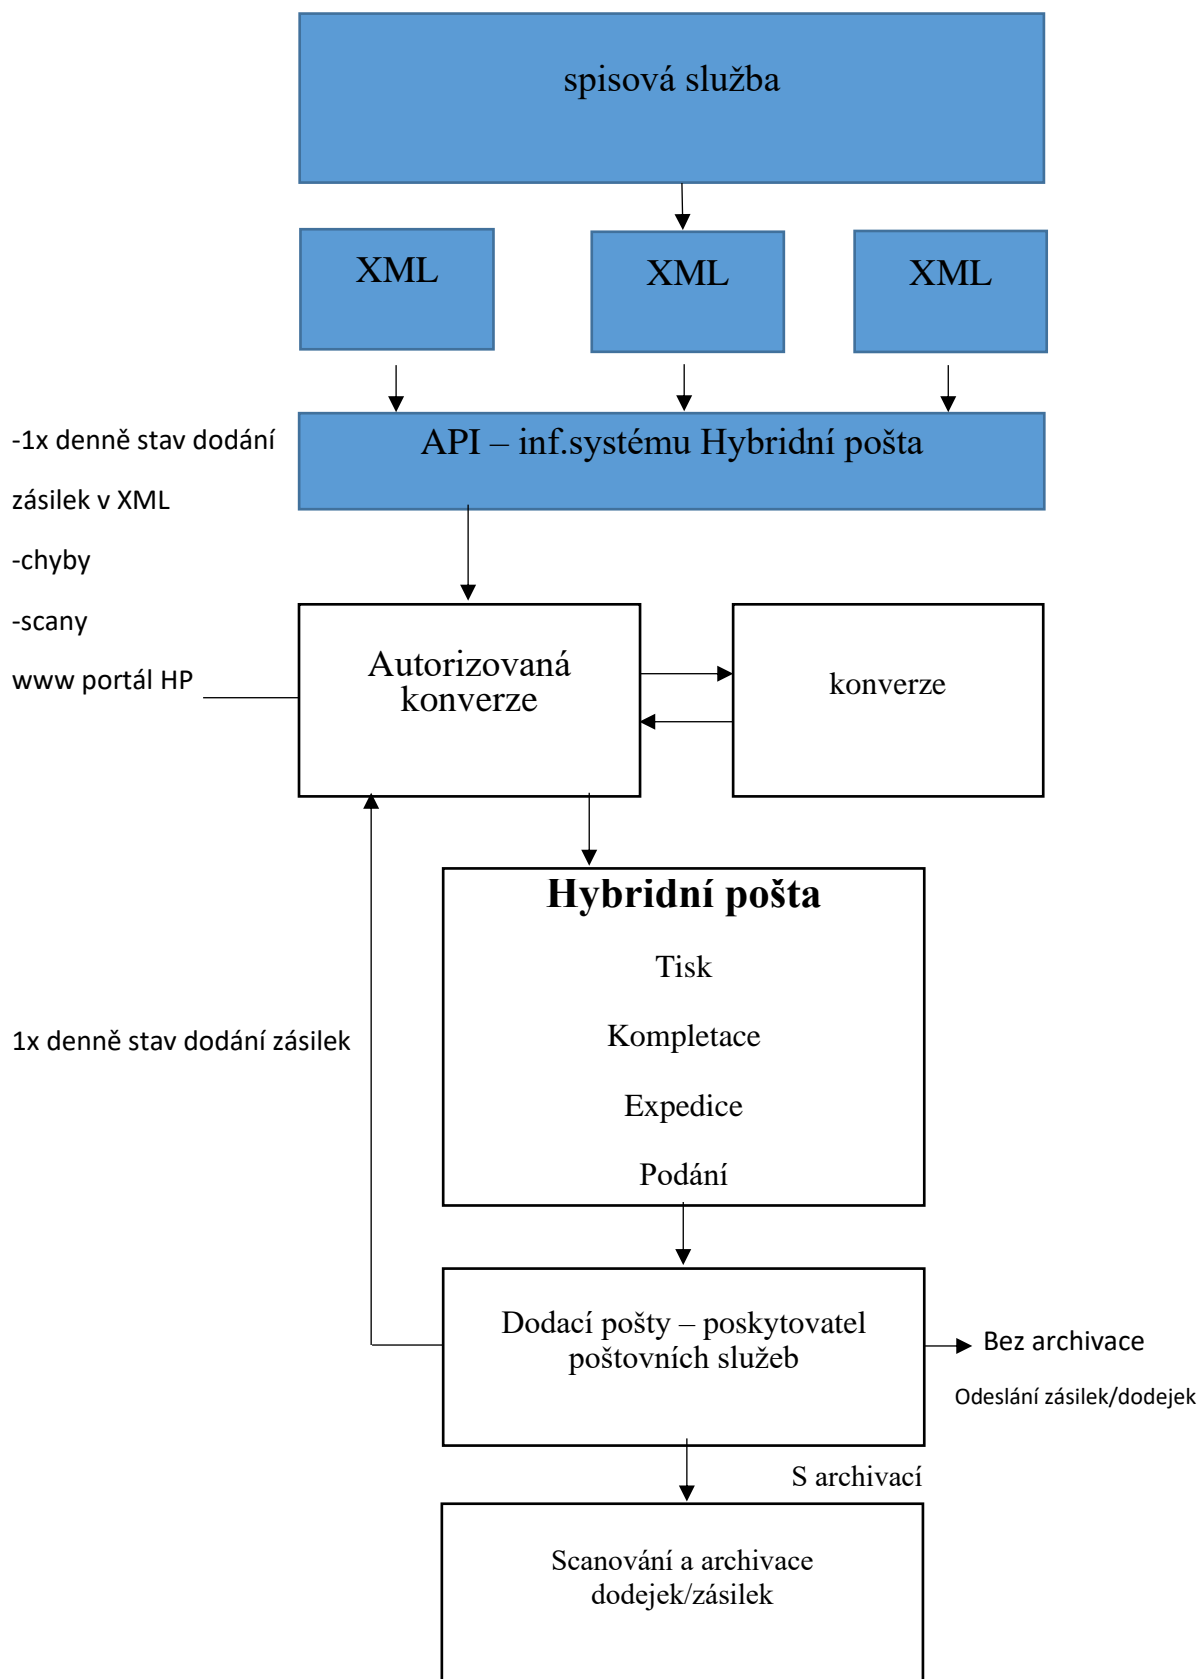 spisová služba
XML
XML
XML
API – inf.systému Hybridní pošta
-1x denně stav dodání
zásilek v XML
-chyby
-scany
www portál HP
Autorizovaná
konverze
konverze
Hybridní pošta
Tisk
Kompletace
Expedice
Podání
1x denně stav dodání zásilek
Dodací pošty – poskytovatel
poštovních služeb
Bez archivace
Odeslání zásilek/dodejek
S archivací
Scanování a archivace
dodejek/zásilek